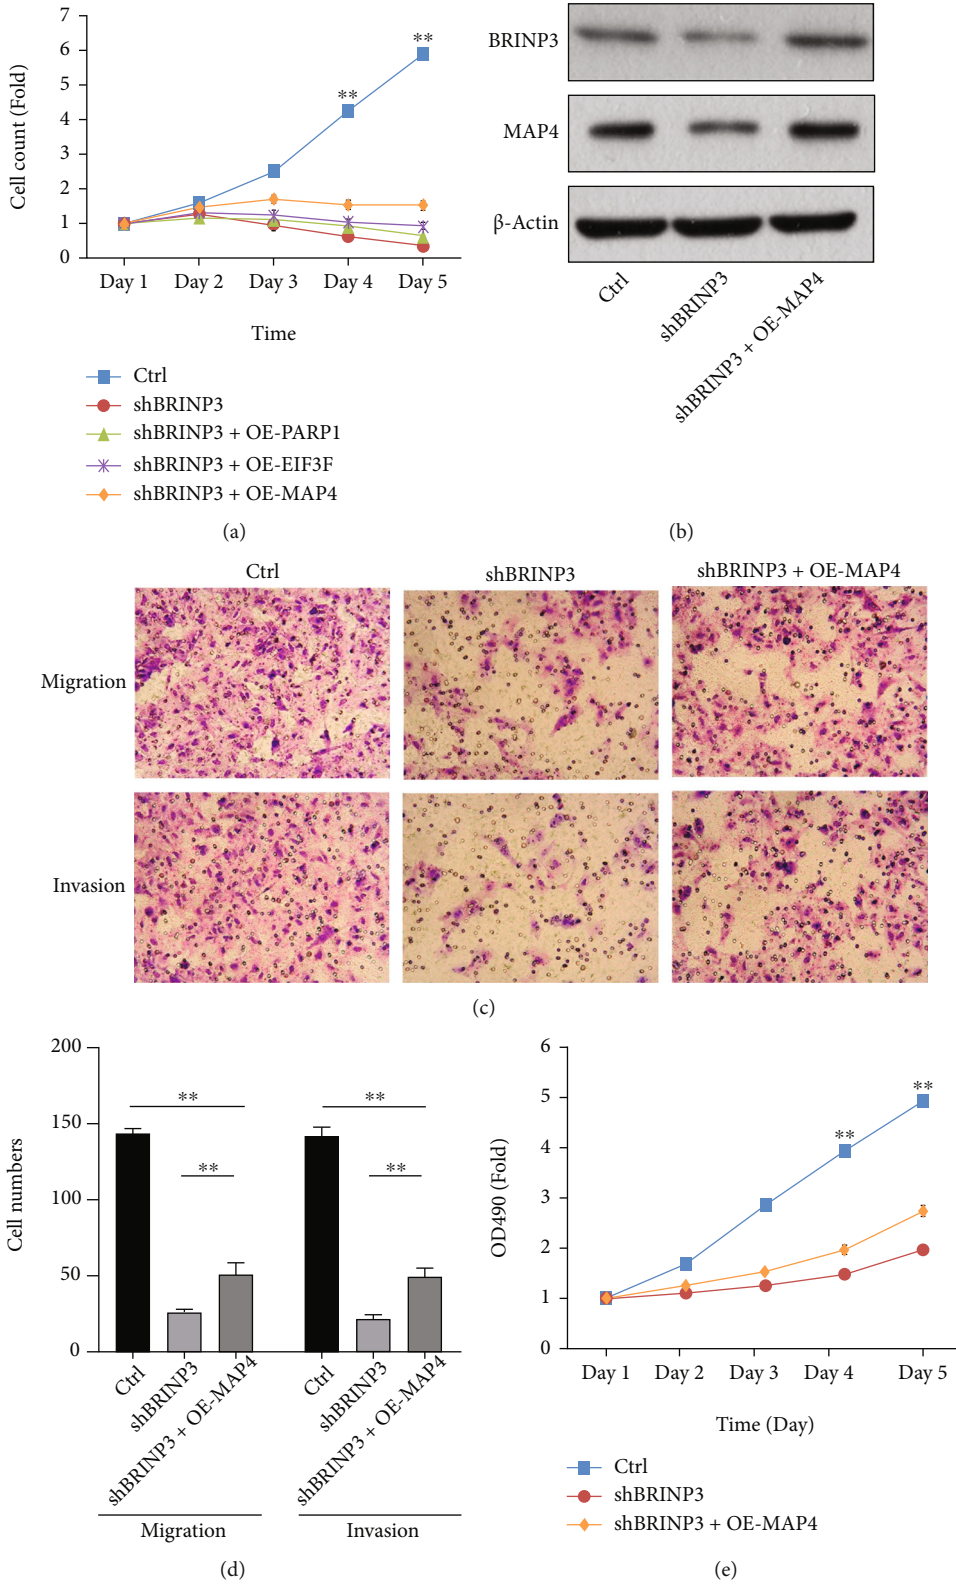 7
6
5
4
3
2
1
0
Cell count (Fold)
**
**
Day 1 Day 2 Day 3 Day 4 Day 5
Time
Ctrl
shBRINP3
shBRINP3 + OE-PARP1
shBRINP3 + OE-EIF3F
shBRINP3 + OE-MAP4
(a)
BRINP3
MAP4
β-Actin
Ctrl
shBRINP3
shBRINP3 + OE-MAP4
(b)
Ctrl shBRINP3 shBRINP3 + OE-MAP4
Migration
Invasion
(c)
200
150
100
50
0
Cell numbers
** **
** **
Ctrl
shBRINP3
shBRINP3 + OE-MAP4
Ctrl
shBRINP3
shBRINP3 + OE-MAP4
Migration Invasion
(d)
6
5
4
3
2
1
0
OD490 (Fold)
**
**
Day 1 Day 2 Day 3 Day 4 Day 5
Time (Day)
Ctrl
shBRINP3
shBRINP3 + OE-MAP4
(e)